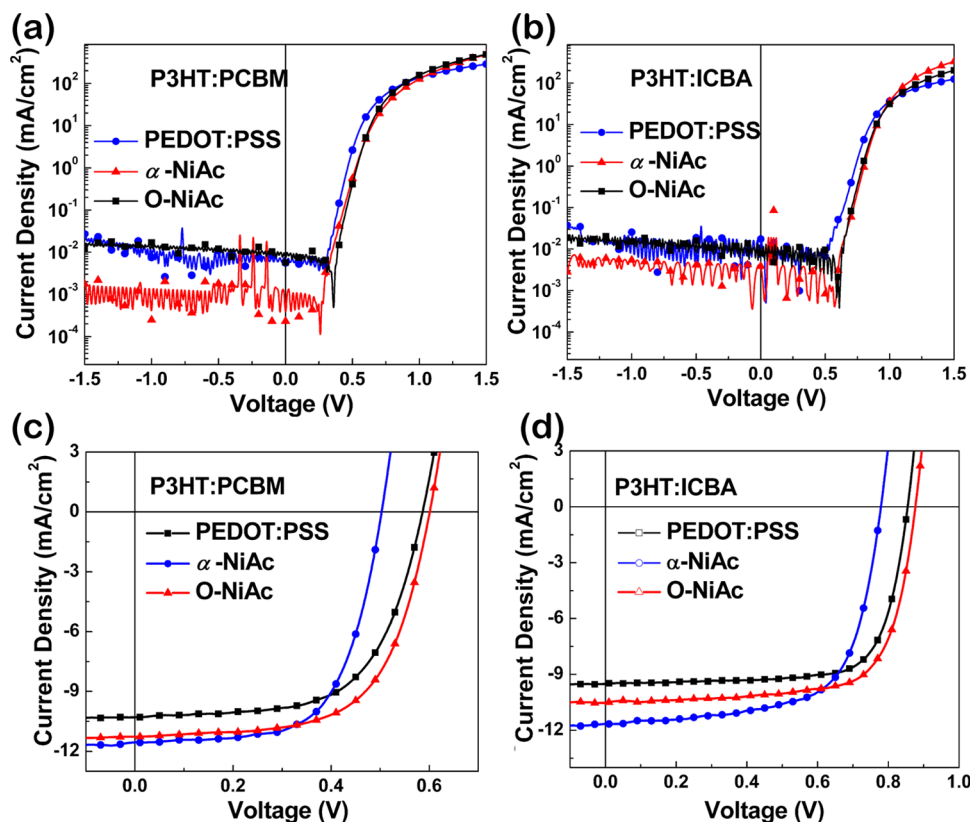 (a)
Current Density (mA/cm²)
10²
10¹
10⁰
10⁻¹
10⁻²
10⁻³
10⁻⁴
P3HT:PCBM
PEDOT:PSS
α-NiAc
O-NiAc
-1.5 -1.0 -0.5 0.0 0.5 1.0 1.5
Voltage (V)
(b)
Current Density (mA/cm²)
10²
10¹
10⁰
10⁻¹
10⁻²
10⁻³
10⁻⁴
P3HT:ICBA
PEDOT:PSS
α-NiAc
O-NiAc
-1.5 -1.0 -0.5 0.0 0.5 1.0 1.5
Voltage (V)
(c)
Current Density (mA/cm²)
3
0
-3
-6
-9
-12
P3HT:PCBM
PEDOT:PSS
α-NiAc
O-NiAc
0.0 0.2 0.4 0.6
Voltage (V)
(d)
Current Density (mA/cm²)
3
0
-3
-6
-9
-12
P3HT:ICBA
PEDOT:PSS
α-NiAc
O-NiAc
0.0 0.2 0.4 0.6 0.8 1.0
Voltage (V)